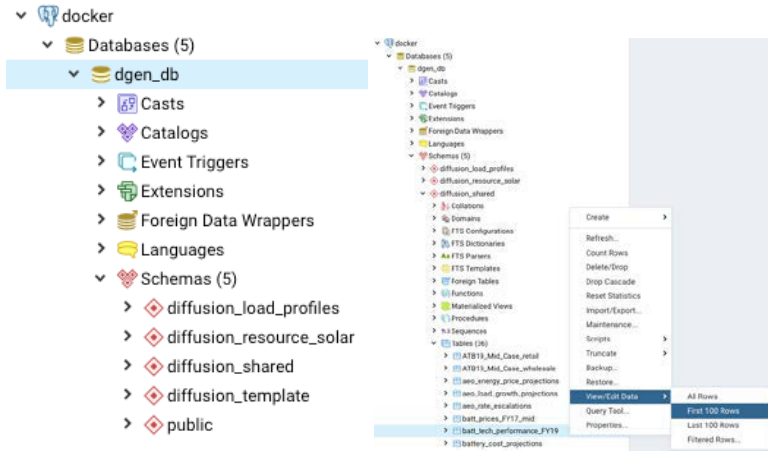 docker
Databases (5)
dgen_db
Casts
Catalogs
Event Triggers
Extensions
Foreign Data Wrappers
Languages
Schemas (5)
diffusion_load_profiles
diffusion_resource_solar
diffusion_shared
diffusion_template
public
docker
Databases (5)
dgen_db
Casts
Catalogs
Event Triggers
Extensions
Foreign Data Wrappers
Languages
Schemas (5)
diffusion_load_profiles
diffusion_resource_solar
diffusion_shared
Collations
Domains
FTS Configurations
FTS Dictionaries
FTS Parsers
FTS Templates
Foreign Tables
Functions
Materialized Views
Procedures
Sequences
Tables (36)
ATB19_Mid_Case_retail
ATB19_Mid_Case_wholesale
aeo_energy_price_projections
aeo_load_growth_projections
aeo_rate_escalations
batt_prices_FY17_mid
batt_tech_performance_FY19
battery_cost_projections
Create
Refresh...
Count Rows
Delete/Drop
Drop Cascade
Reset Statistics
Import/Export...
Maintenance...
Scripts
Truncate
Backup...
Restore...
View/Edit Data
Query Tool...
Properties...
All Rows
First 100 Rows
Last 100 Rows
Filtered Rows...